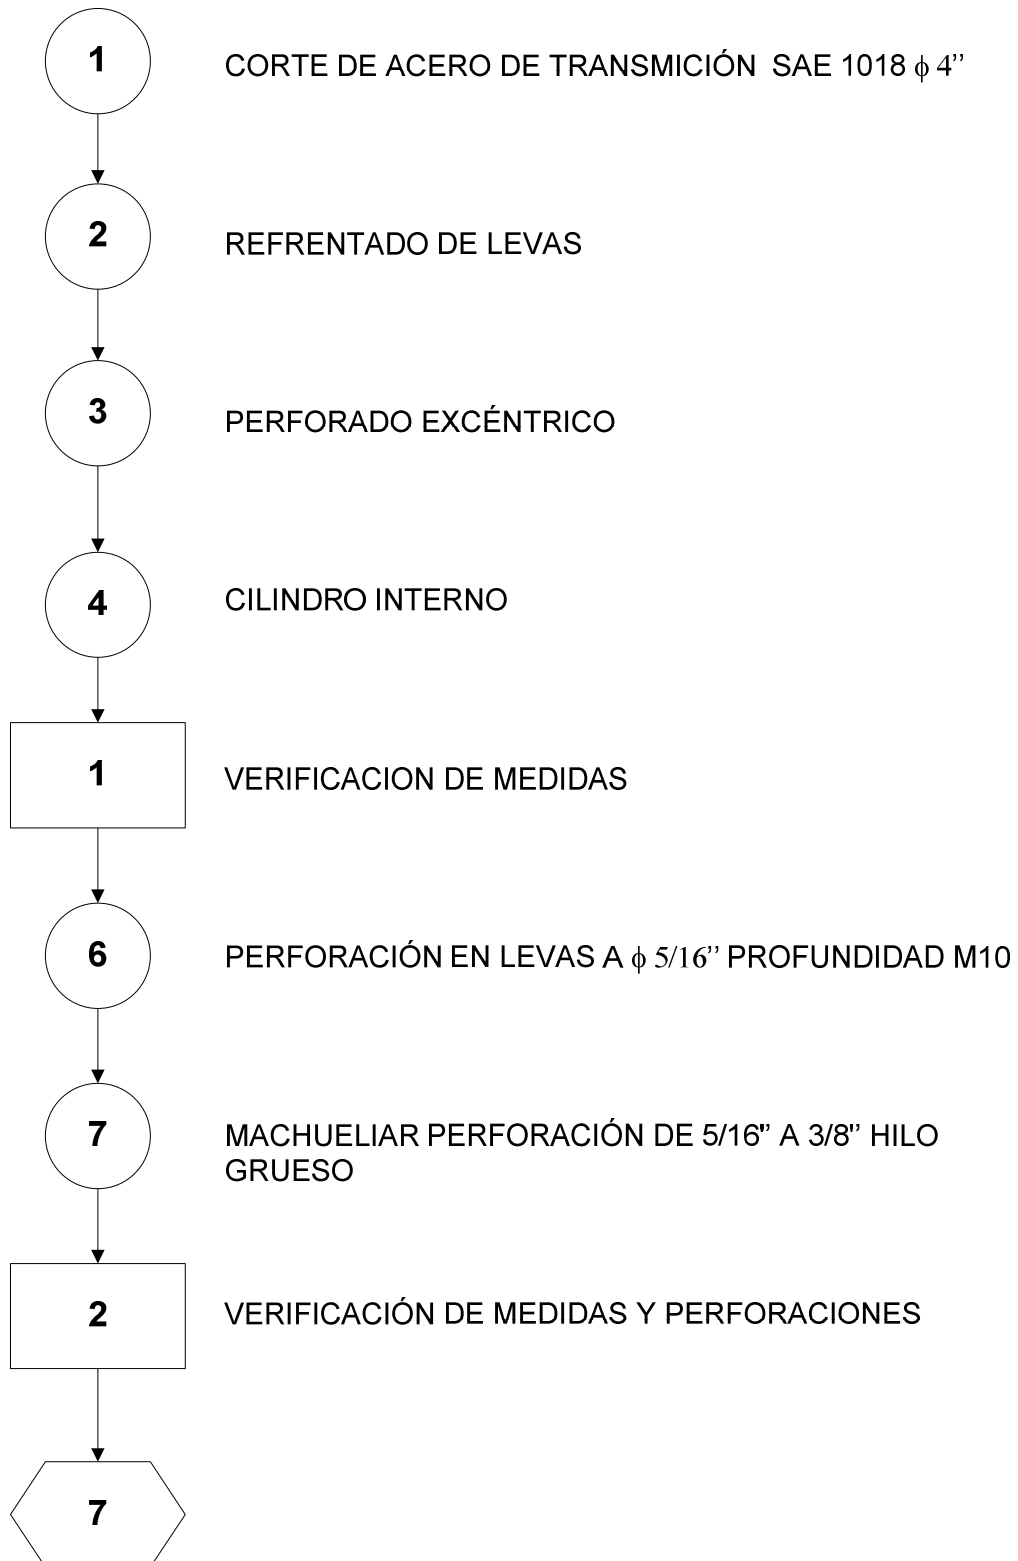 1
CORTE DE ACERO DE TRANSMICIÓN SAE 1018 ϕ 4’’
2
REFRENTADO DE LEVAS
3
PERFORADO EXCÉNTRICO
4
CILINDRO INTERNO
1
VERIFICACION DE MEDIDAS
6
PERFORACIÓN EN LEVAS A ϕ 5/16’’ PROFUNDIDAD M10
7
MACHUELIAR PERFORACIÓN DE 5/16" A 3/8’’ HILO
GRUESO
2
VERIFICACIÓN DE MEDIDAS Y PERFORACIONES
7